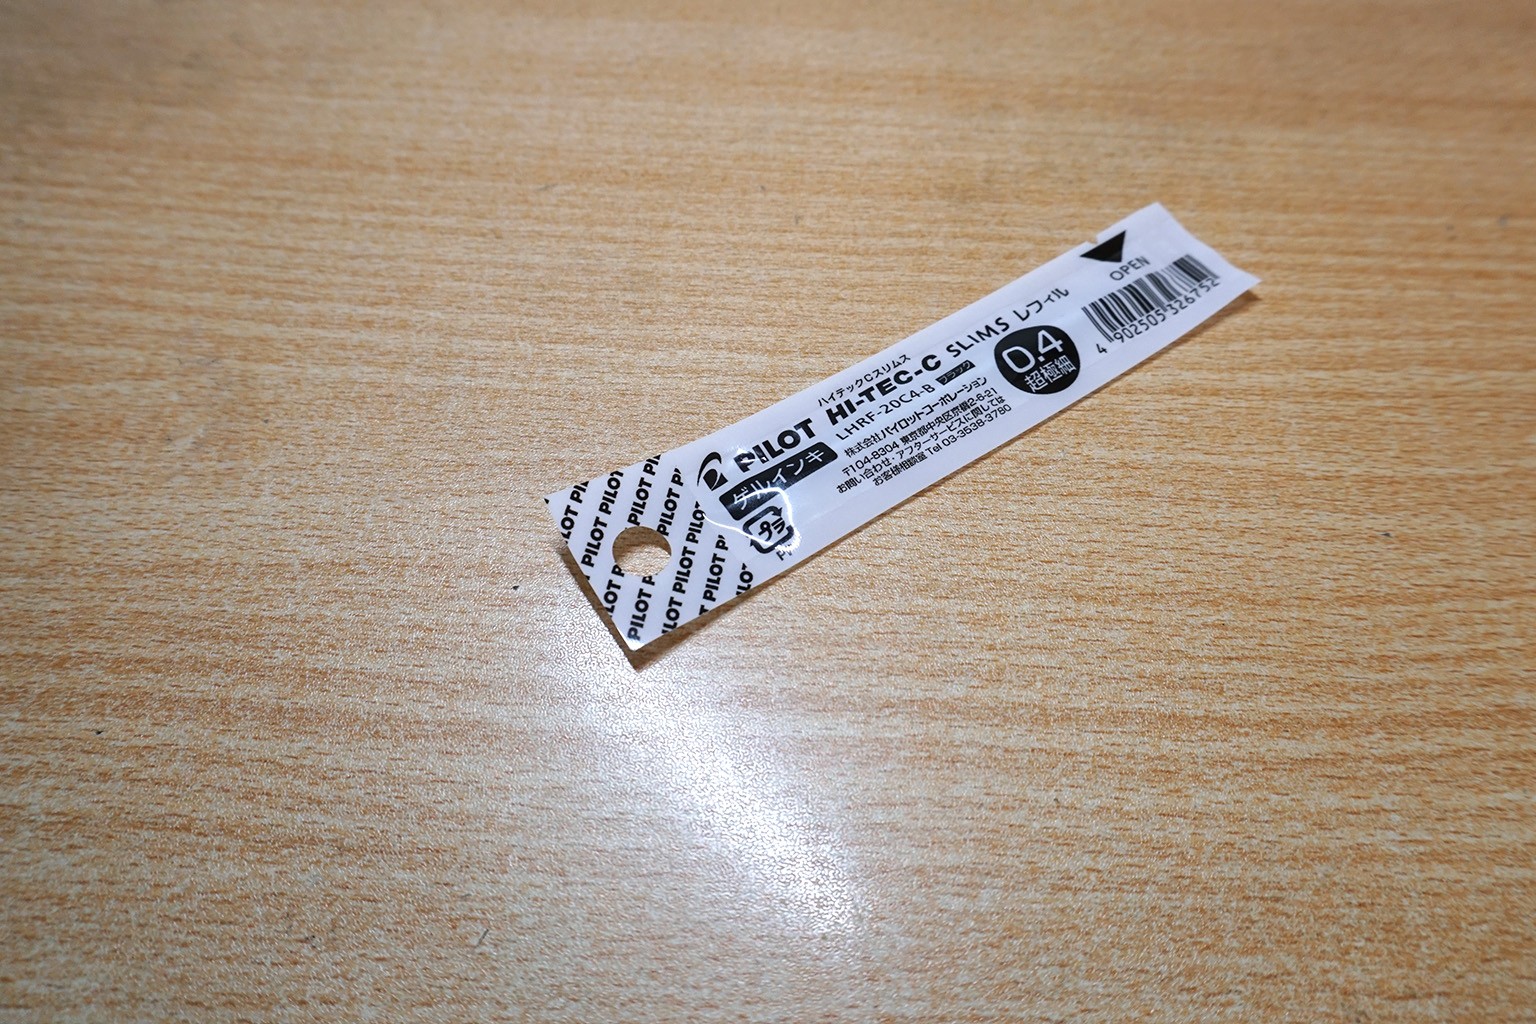 PILOT PILOT PILOT
ハイテックCスリムス
PILOT HI-TEC-C SLIMS レフィル
ゲルインキ
LHRF-20C4-B ブラック
株式会社パイロットコーポレーション
〒104-8304 東京都中央区京橋2-6-21
お問い合わせ・アフターサービスに関しては
お客様相談室 Tel 03-3538-3780
プラ
0.4
超極細
OPEN
4 902505 326752